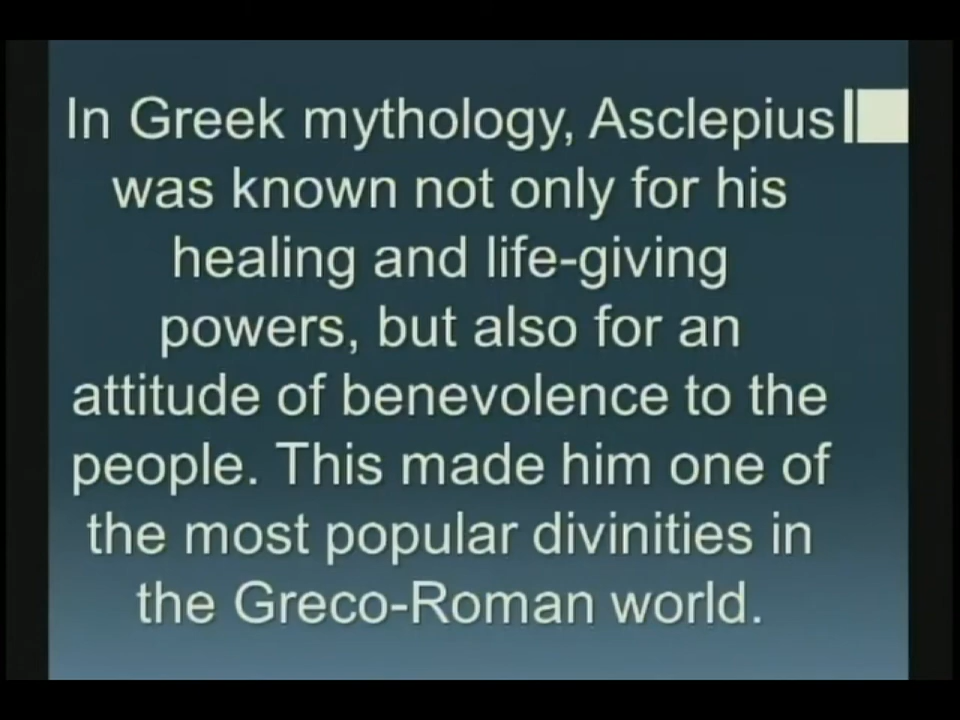 In Greek mythology, Asclepius
was known not only for his
healing and life-giving
powers, but also for an
attitude of benevolence to the
people. This made him one of
the most popular divinities in
the Greco-Roman world.